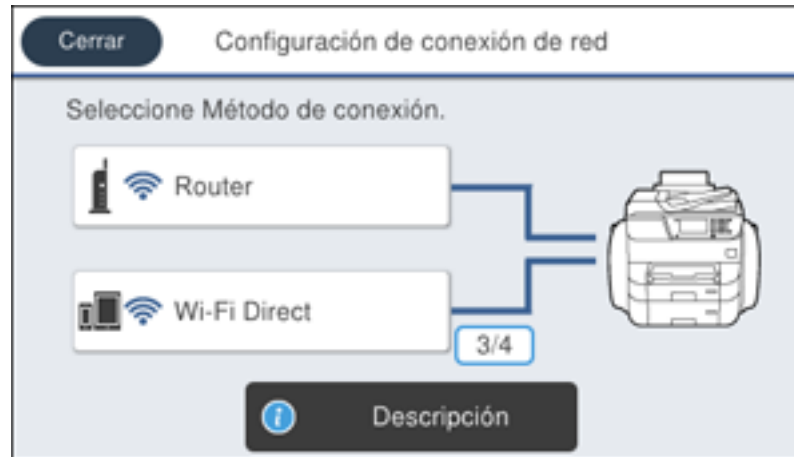 Cerrar
Configuración de conexión de red
Seleccione Método de conexión.
Router
Wi-Fi Direct
3/4
i Descripción